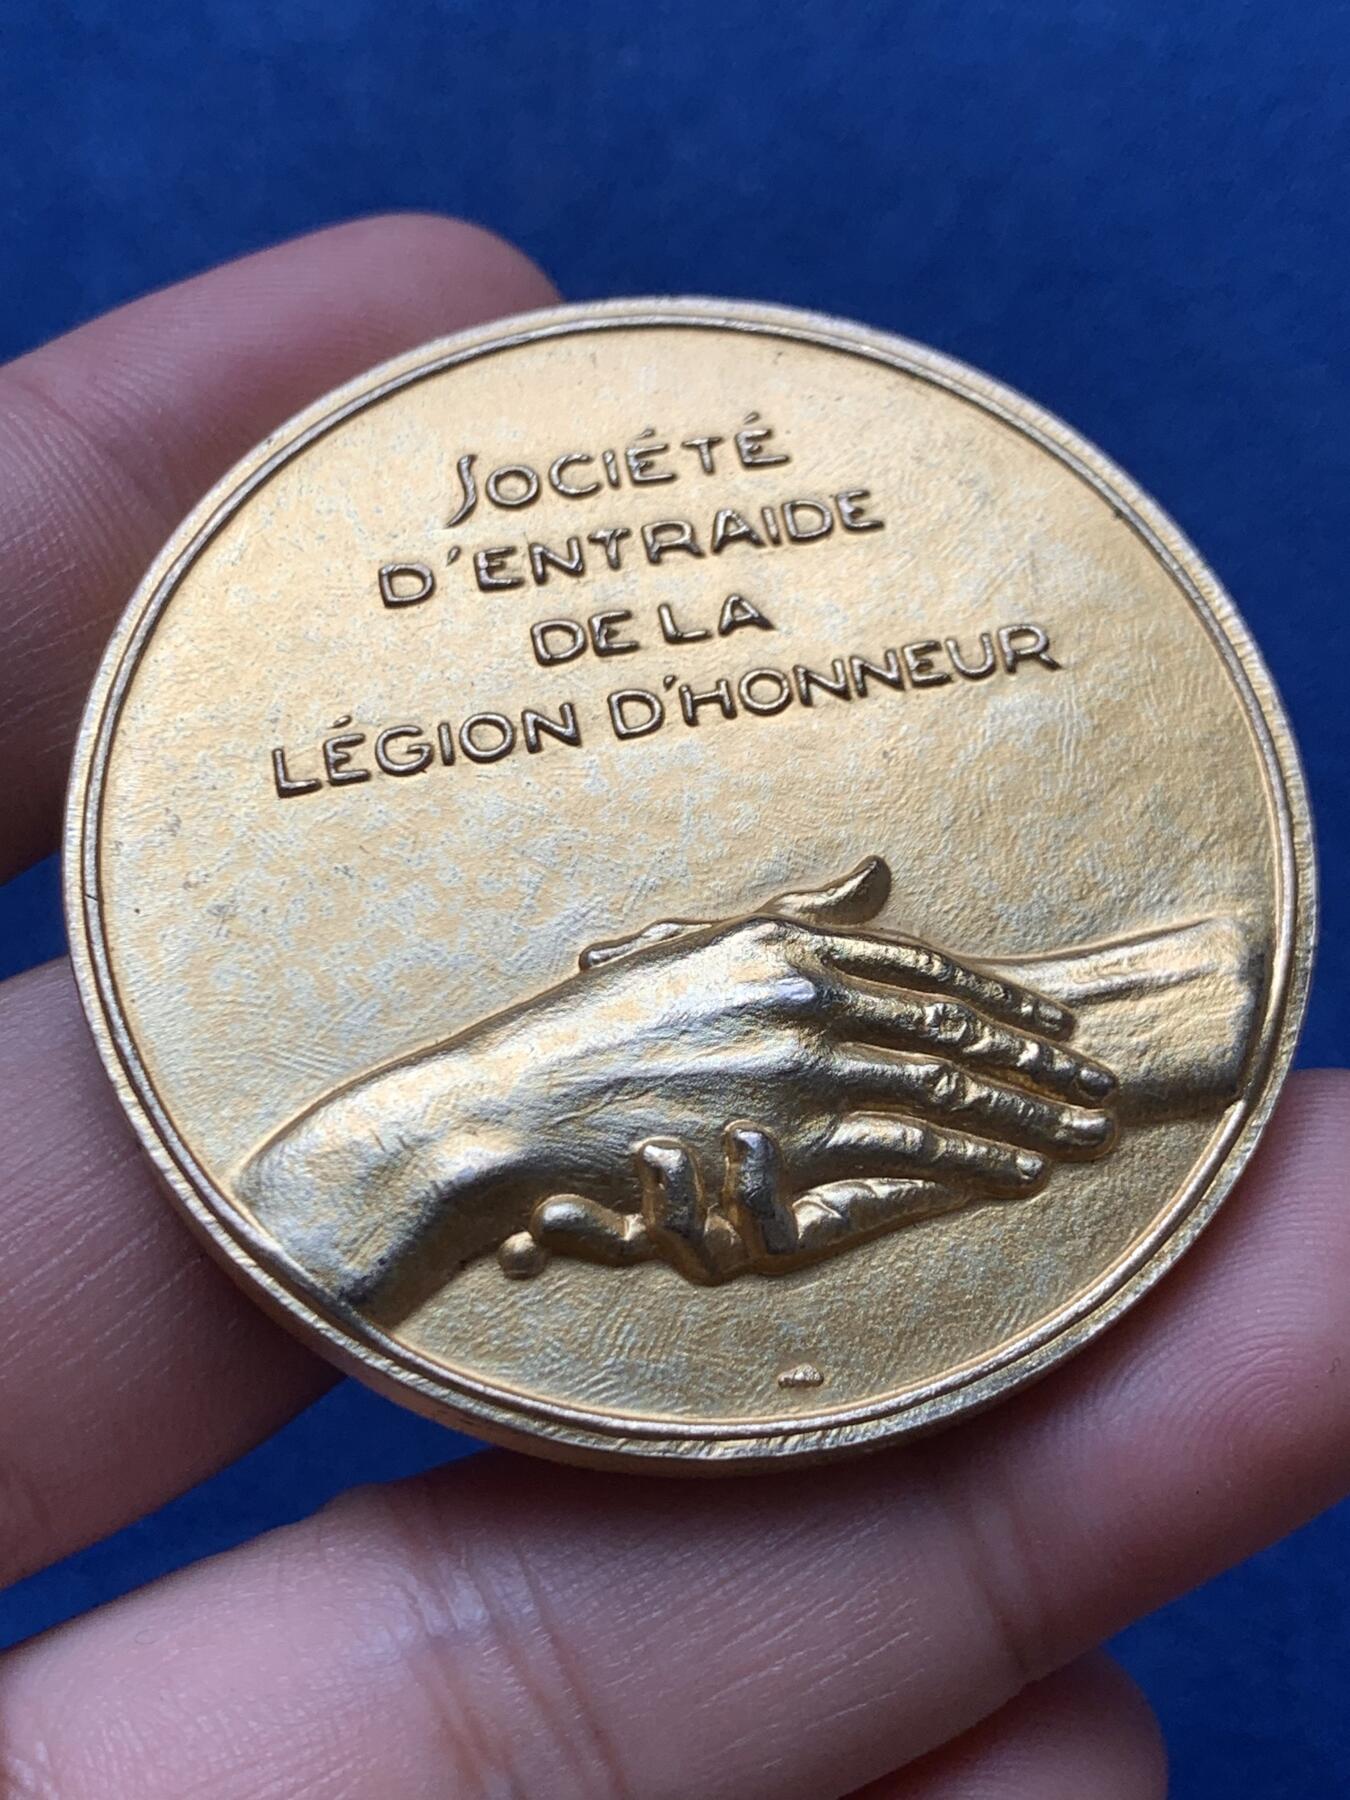 SOCIÉTÉ
D'ENTRAIDE
DE LA
LÉGION D'HONNEUR